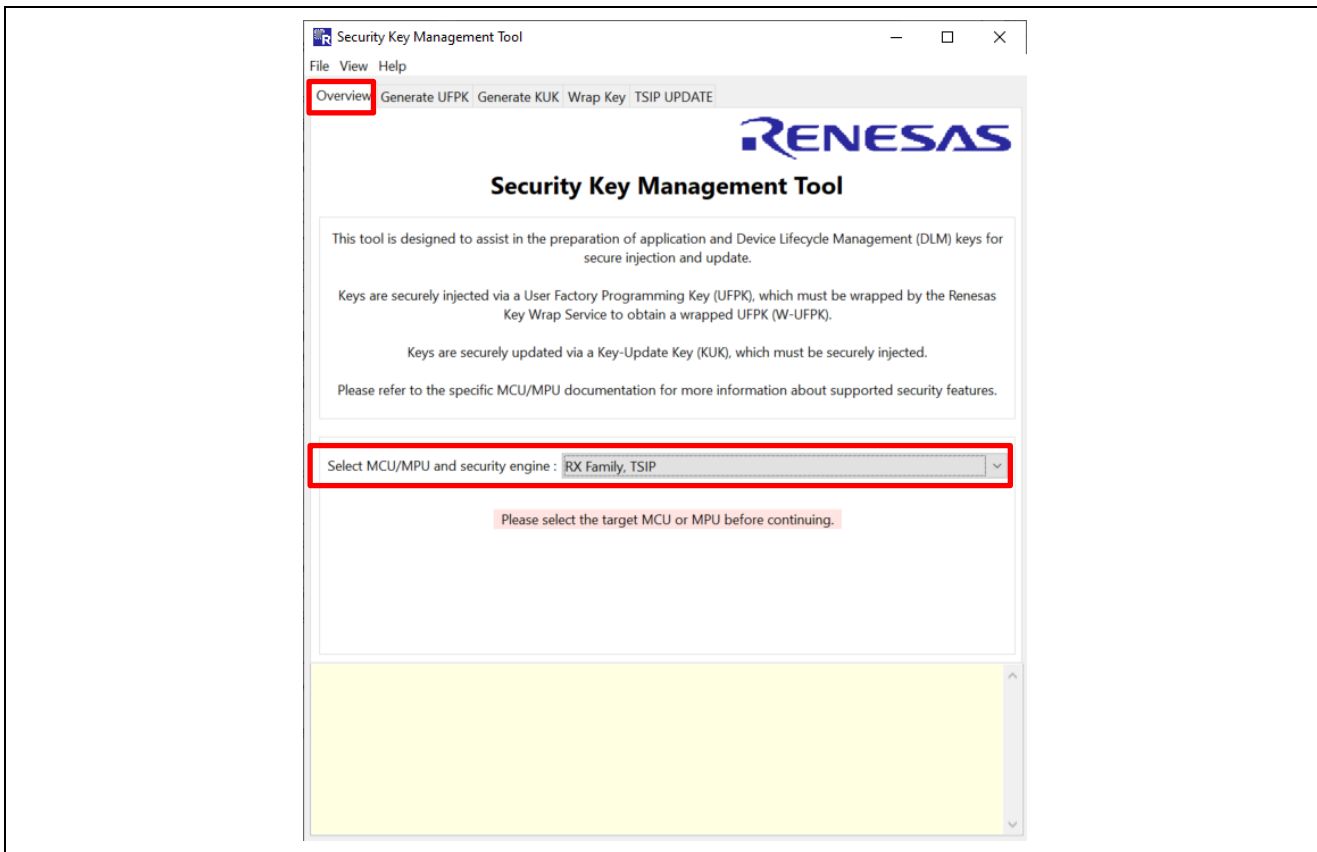 Security Key Management Tool
File View Help
Overview Generate UFPK Generate KUK Wrap Key TSIP UPDATE
RENESAS
Security Key Management Tool
This tool is designed to assist in the preparation of application and Device Lifecycle Management (DLM) keys for
secure injection and update.
Keys are securely injected via a User Factory Programming Key (UFPK), which must be wrapped by the Renesas
Key Wrap Service to obtain a wrapped UFPK (W-UFPK).
Keys are securely updated via a Key-Update Key (KUK), which must be securely injected.
Please refer to the specific MCU/MPU documentation for more information about supported security features.
Select MCU/MPU and security engine : RX Family, TSIP
Please select the target MCU or MPU before continuing.